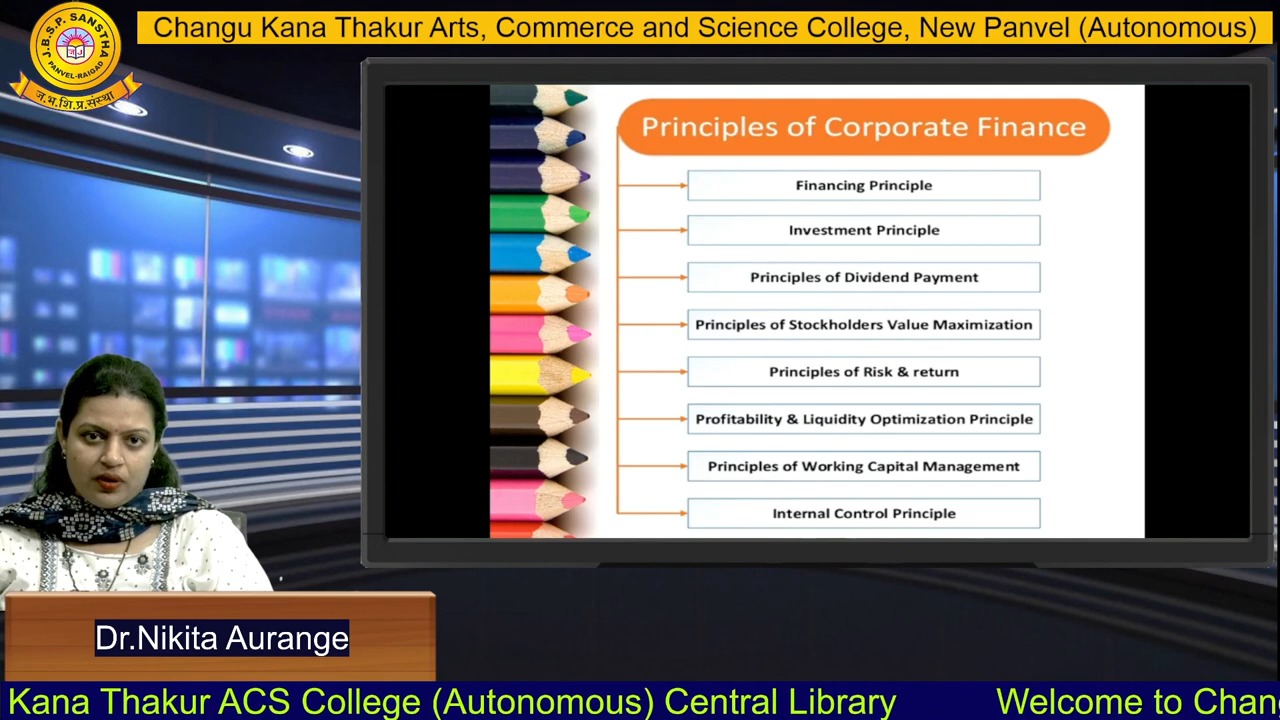 Changu Kana Thakur Arts, Commerce and Science College, New Panvel (Autonomous)
J.B.S.P. SANSTHA
PANVEL-RAIGAD
ज.भ.शि.प्र.संस्था
Principles of Corporate Finance
Financing Principle
Investment Principle
Principles of Dividend Payment
Principles of Stockholders Value Maximization
Principles of Risk & return
Profitability & Liquidity Optimization Principle
Principles of Working Capital Management
Internal Control Principle
Dr.Nikita Aurange
Kana Thakur ACS College (Autonomous) Central Library Welcome to Chan